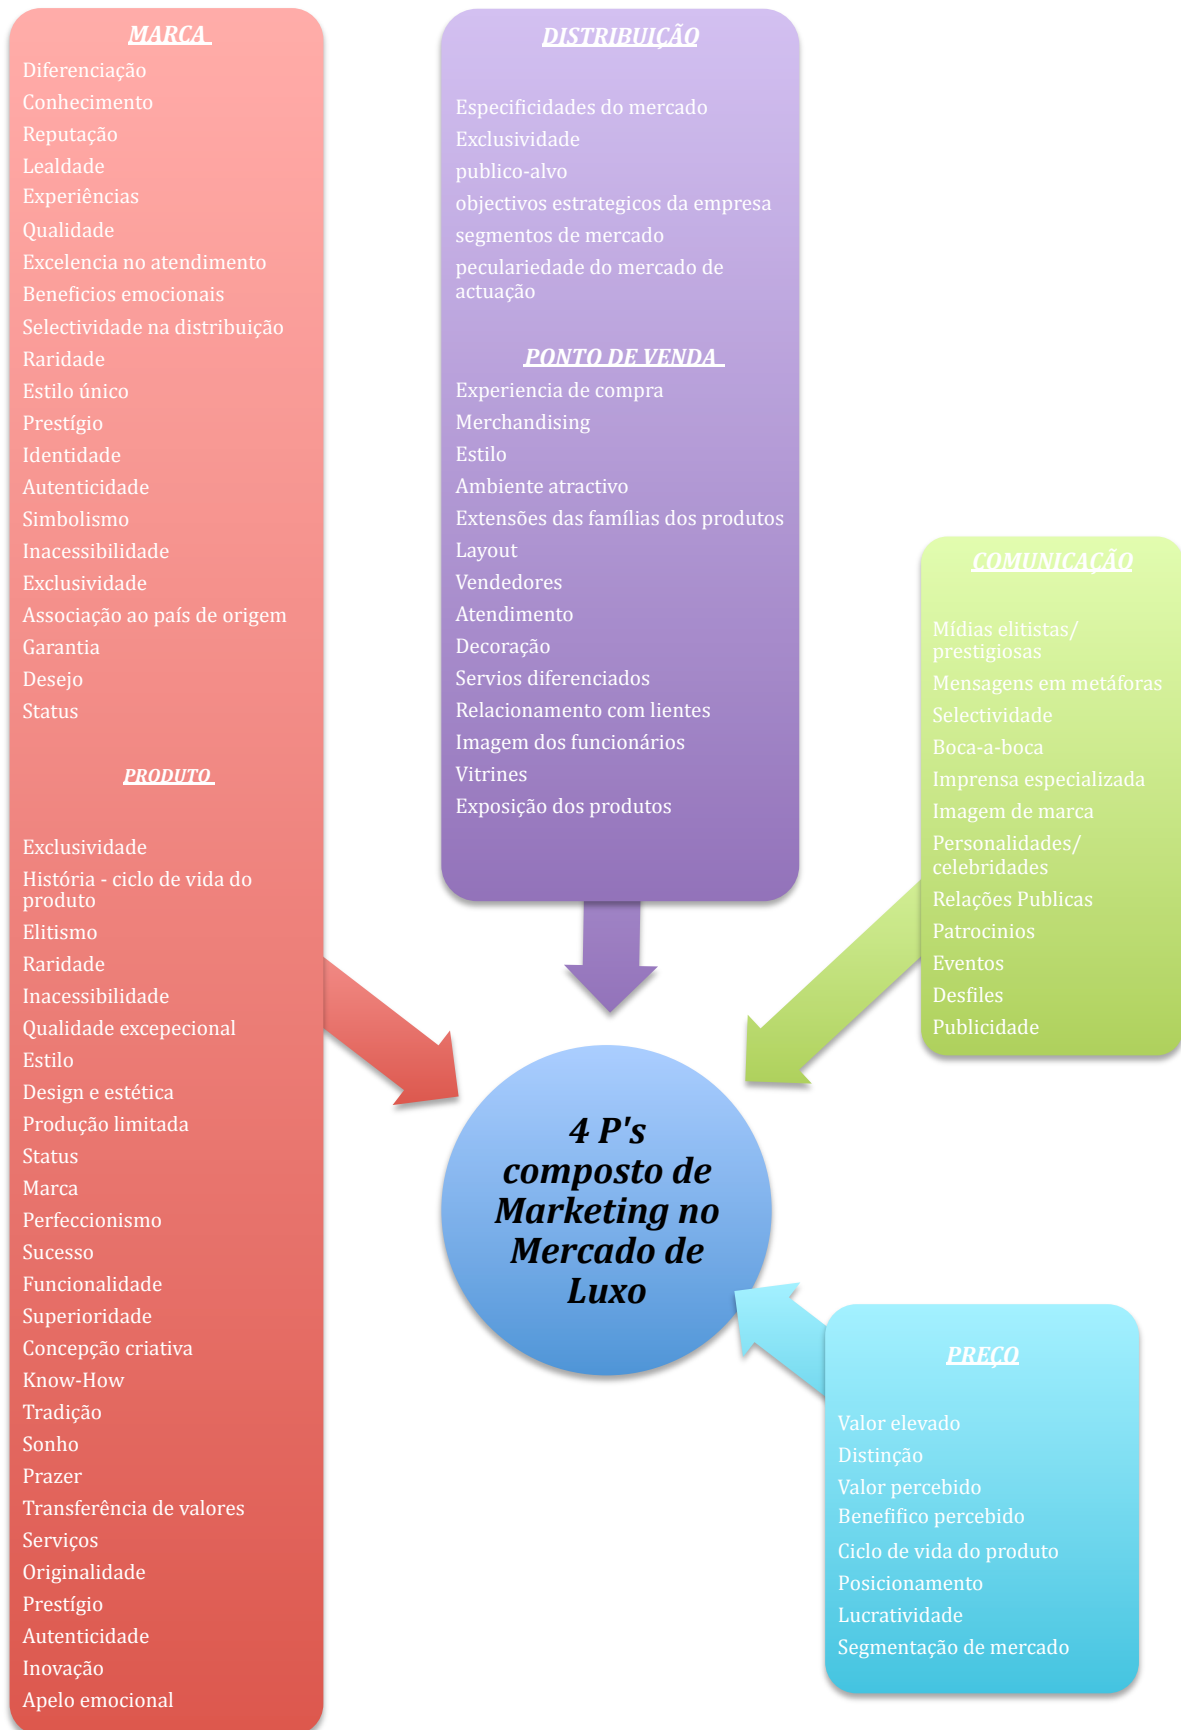 MARCA
Diferenciação
Conhecimento
Reputação
Lealdade
Experiências
Qualidade
Excelencia no atendimento
Beneficios emocionais
Selectividade na distribuição
Raridade
Estilo único
Prestígio
Identidade
Autenticidade
Simbolismo
Inacessibilidade
Exclusividade
Associação ao país de origem
Garantia
Desejo
Status
PRODUTO
Exclusividade
História - ciclo de vida do
produto
Elitismo
Raridade
Inacessibilidade
Qualidade excepecional
Estilo
Design e estética
Produção limitada
Status
Marca
Perfeccionismo
Sucesso
Funcionalidade
Superioridade
Concepção criativa
Know-How
Tradição
Sonho
Prazer
Transferência de valores
Serviços
Originalidade
Prestígio
Autenticidade
Inovação
Apelo emocional
DISTRIBUIÇÃO
Especificidades do mercado
Exclusividade
publico-alvo
objectivos estrategicos da empresa
segmentos de mercado
peculariedade do mercado de
actuação
PONTO DE VENDA
Experiencia de compra
Merchandising
Estilo
Ambiente atractivo
Extensões das famílias dos produtos
Layout
Vendedores
Atendimento
Decoração
Servios diferenciados
Relacionamento com lientes
Imagem dos funcionários
Vitrines
Exposição dos produtos
COMUNICAÇÃO
Mídias elitistas/
prestigiosas
Mensagens em metáforas
Selectividade
Boca-a-boca
Imprensa especializada
Imagem de marca
Personalidades/
celebridades
Relações Publicas
Patrocinios
Eventos
Desfiles
Publicidade
4 P's
composto de
Marketing no
Mercado de
Luxo
PREÇO
Valor elevado
Distinção
Valor percebido
Benefifico percebido
Ciclo de vida do produto
Posicionamento
Lucratividade
Segmentação de mercado